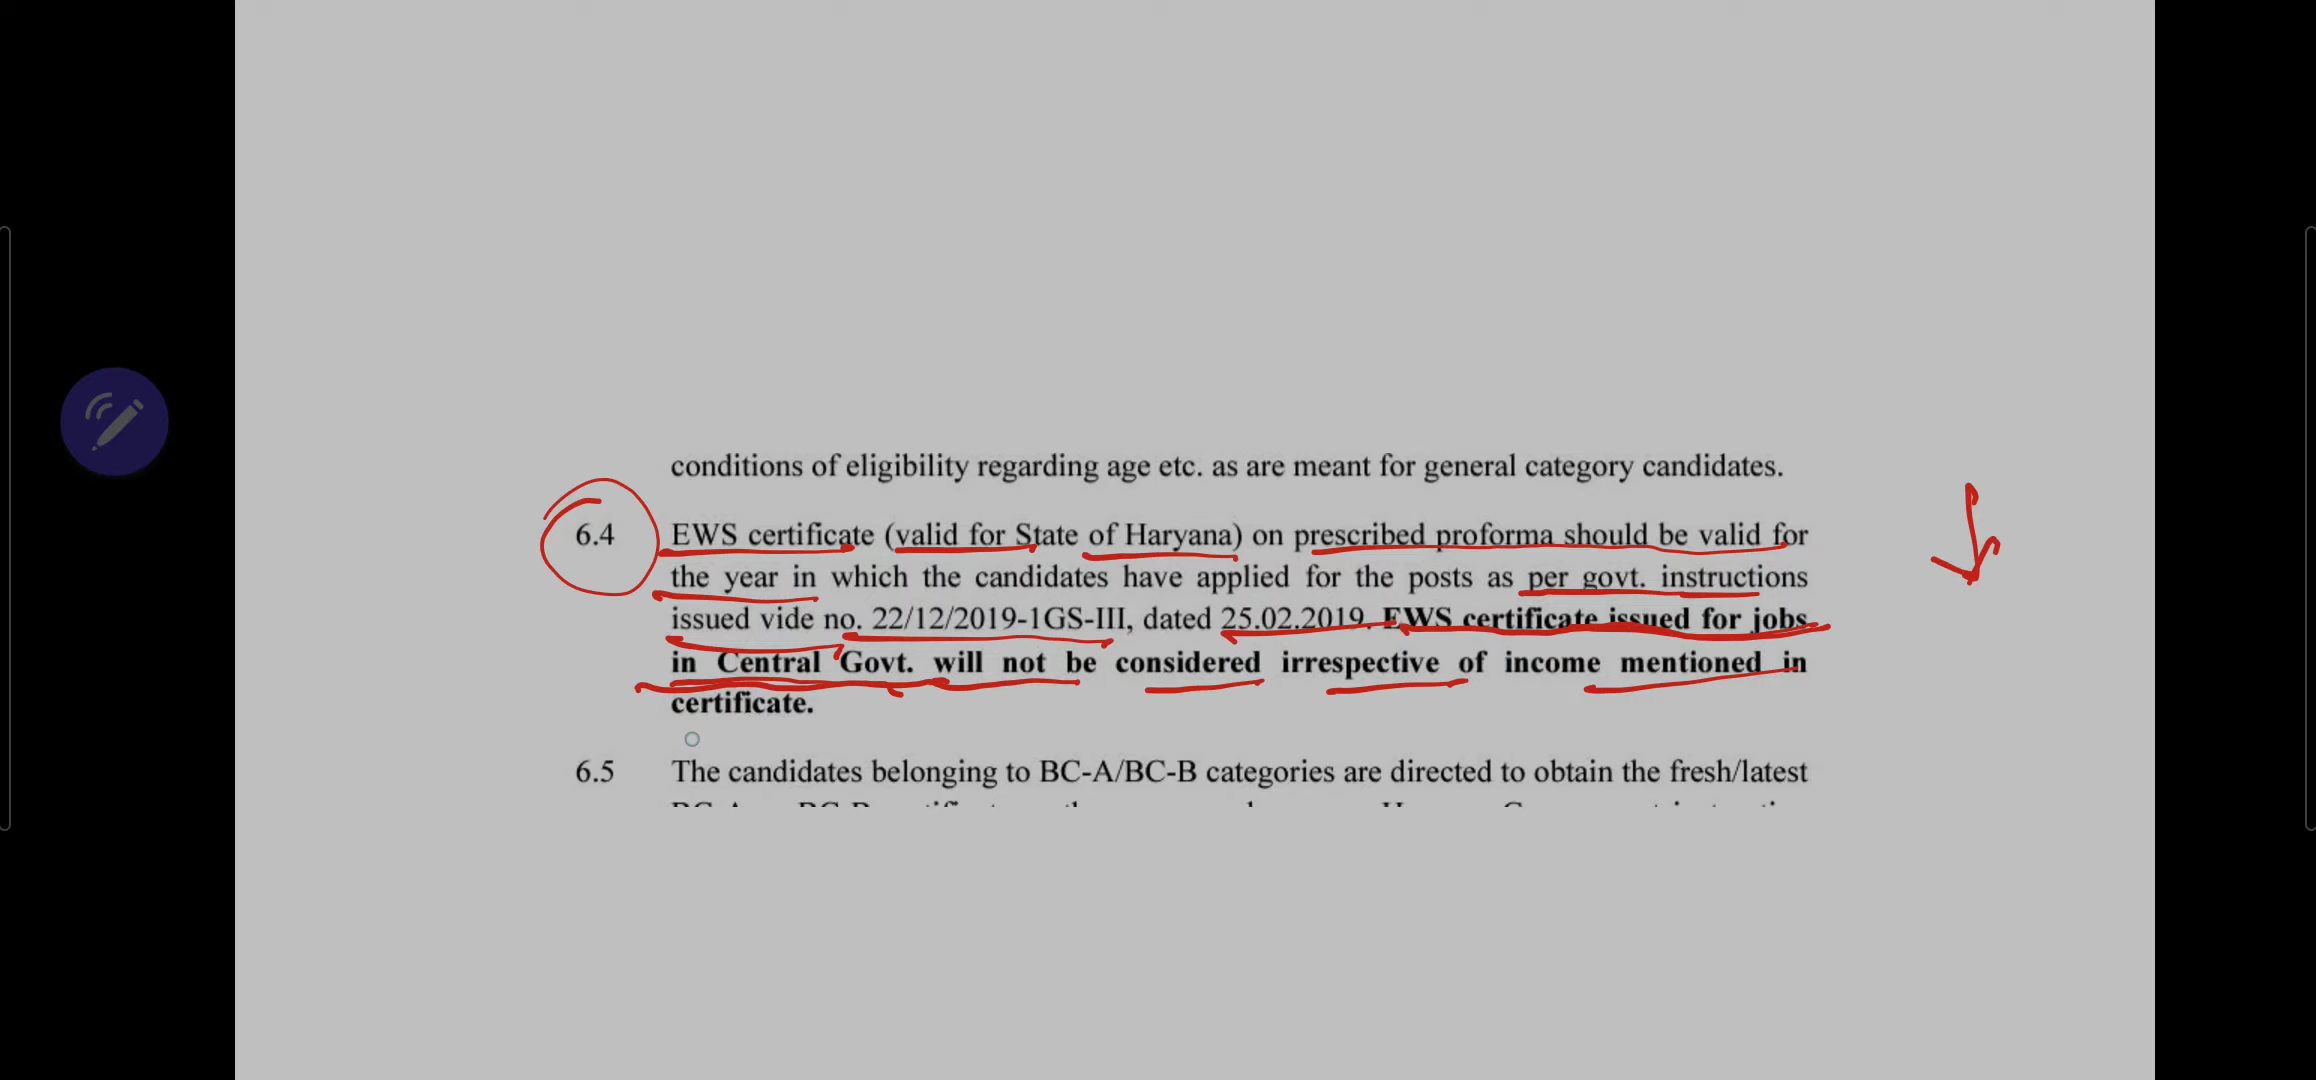 conditions of eligibility regarding age etc. as are meant for general category candidates.
6.4 EWS certificate (valid for State of Haryana) on prescribed proforma should be valid for
the year in which the candidates have applied for the posts as per govt. instructions
issued vide no. 22/12/2019-1GS-III, dated 25.02.2019. EWS certificate issued for jobs
in Central Govt. will not be considered irrespective of income mentioned in
certificate.
6.5 The candidates belonging to BC-A/BC-B categories are directed to obtain the fresh/latest